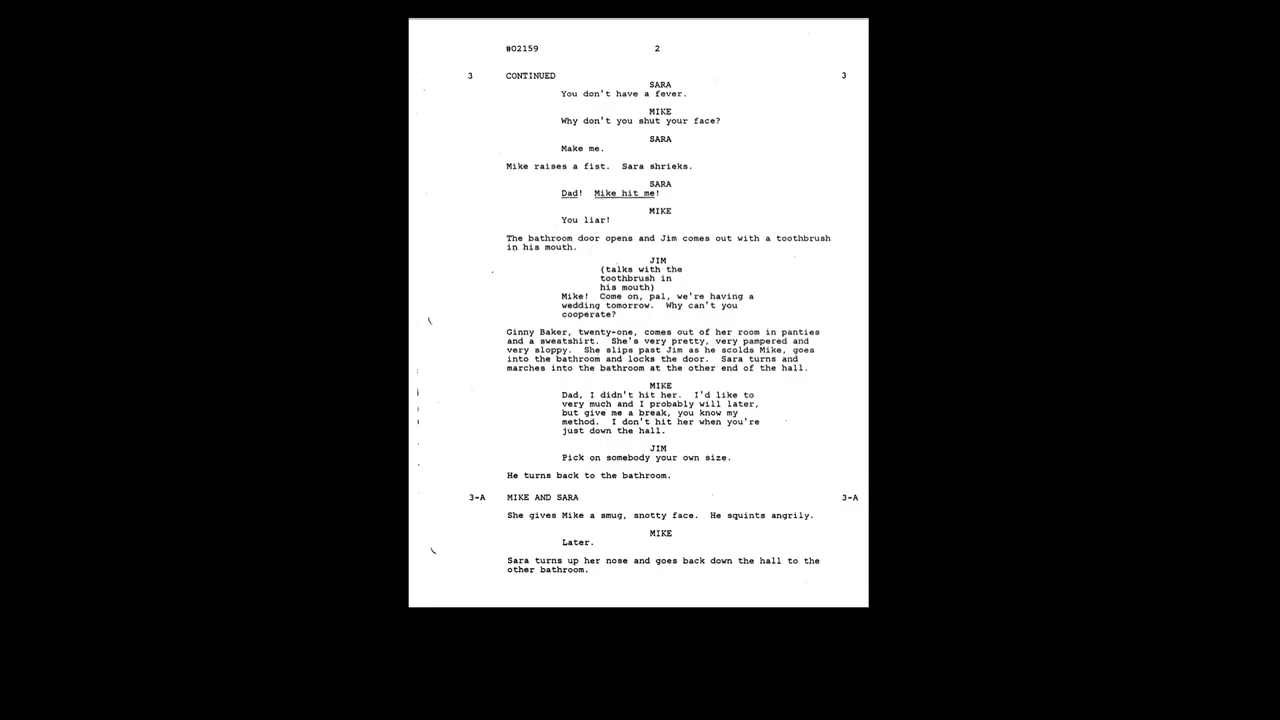 #02159 2
3 CONTINUED 3
SARA
You don't have a fever.
MIKE
Why don't you shut your face?
SARA
Make me.
Mike raises a fist. Sara shrieks.
SARA
Dad! Mike hit me!
MIKE
You liar!
The bathroom door opens and Jim comes out with a toothbrush
in his mouth.
JIM
(talks with the
toothbrush in
his mouth)
Mike! Come on, pal, we're having a
wedding tomorrow. Why can't you
cooperate?
Ginny Baker, twenty-one, comes out of her room in panties
and a sweatshirt. She's very pretty, very pampered and
very sloppy. She slips past Jim as he scolds Mike, goes
into the bathroom and locks the door. Sara turns and
marches into the bathroom at the other end of the hall.
MIKE
Dad, I didn't hit her. I'd like to
very much and I probably will later,
but give me a break, you know my
method. I don't hit her when you're
just down the hall.
JIM
Pick on somebody your own size.
He turns back to the bathroom.
3-A MIKE AND SARA 3-A
She gives Mike a smug, snotty face. He squints angrily.
MIKE
Later.
Sara turns up her nose and goes back down the hall to the
other bathroom.